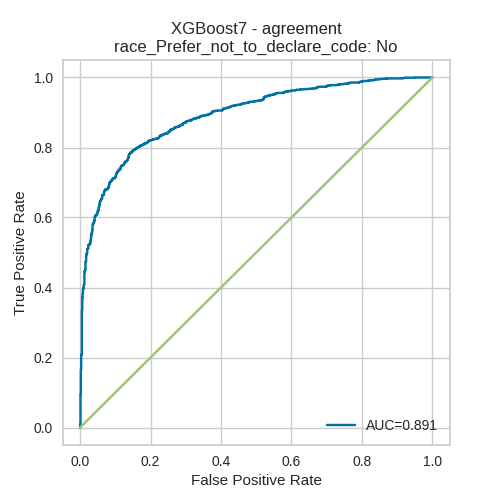 XGBoost7 - agreement
race_Prefer_not_to_declare_code: No
True Positive Rate
1.0
0.8
0.6
0.4
0.2
0.0
AUC=0.891
0.0 0.2 0.4 0.6 0.8 1.0
False Positive Rate